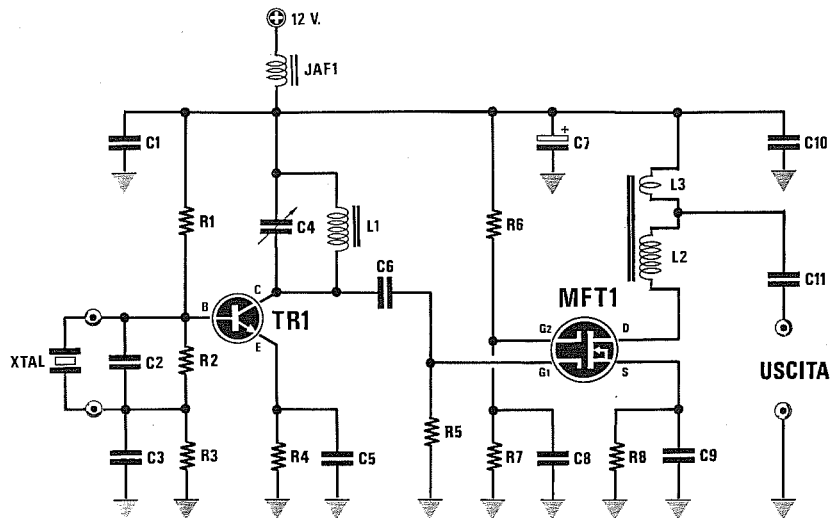 12 V.
JAF1
C1
C7
+
C10
L3
R1
C4
L1
R6
L2
C6
C11
MFT1
B
C
E
TR1
G2
D
G1
S
XTAL
C2
R2
USCITA
C3
R3
R4
C5
R5
R7
C8
R8
C9